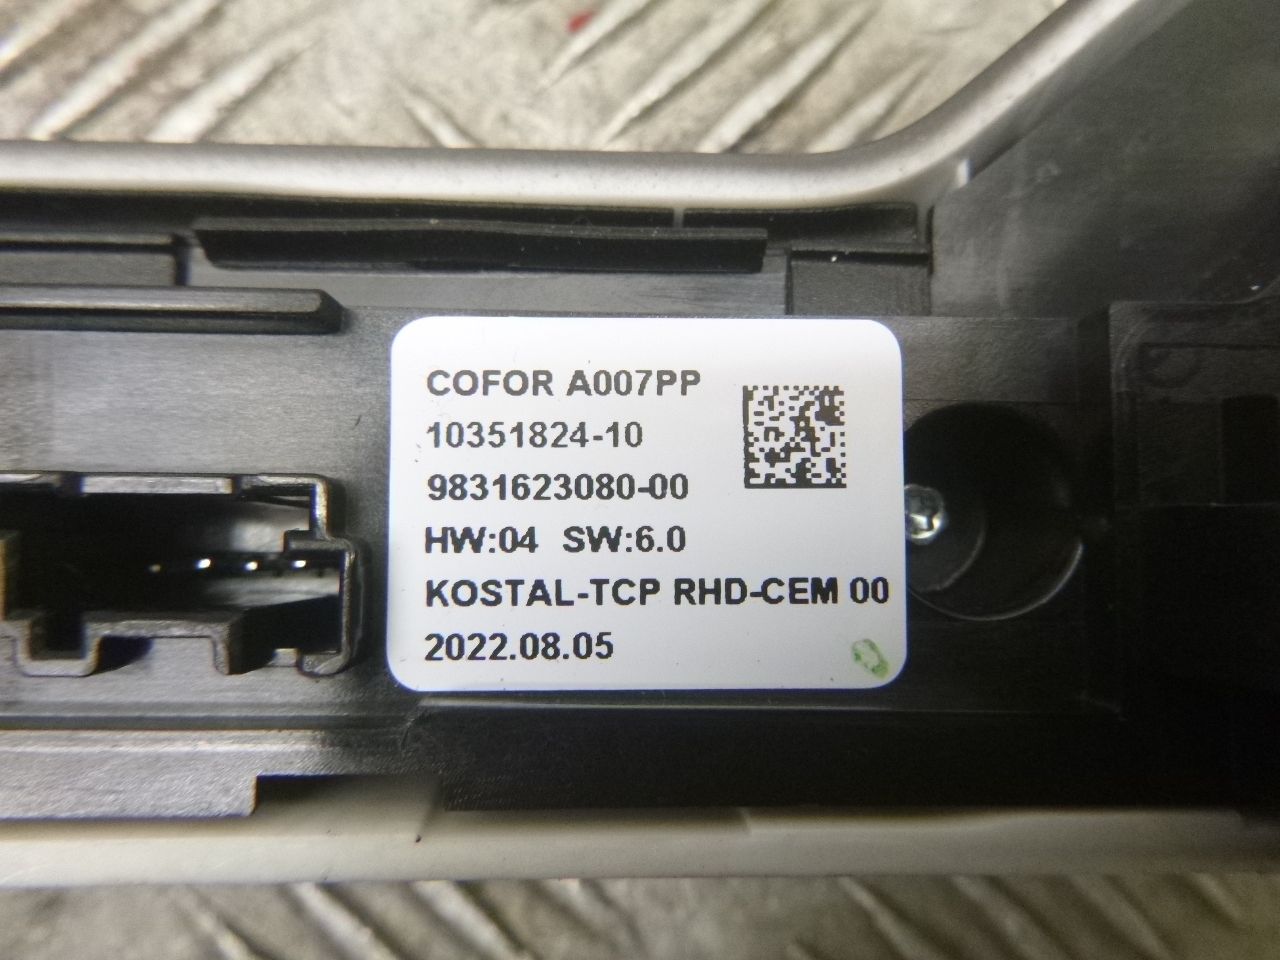 COFOR A007PP
10351824-10
9831623080-00
HW:04 SW:6.0
KOSTAL-TCP RHD-CEM 00
2022.08.05